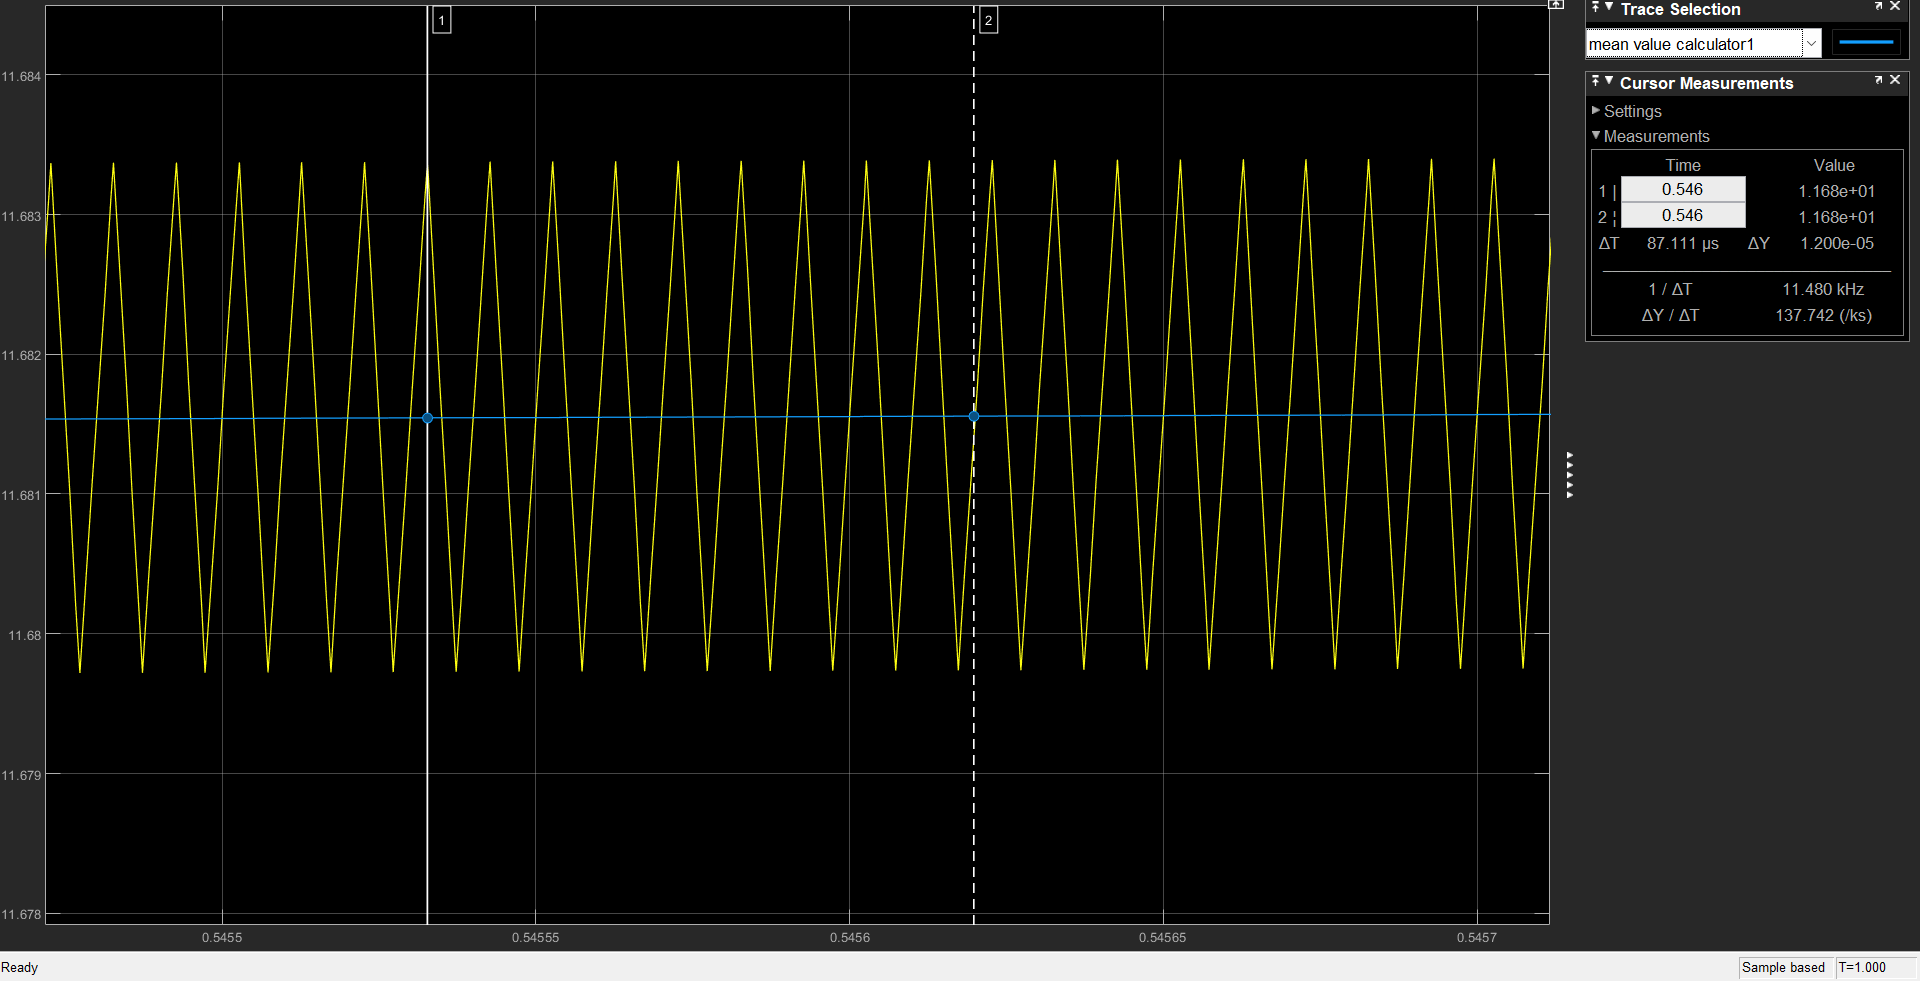 1
2
11.684
11.683
11.682
11.681
11.68
11.679
11.678
0.5455
0.54555
0.5456
0.54565
0.5457
Trace Selection
mean value calculator1
Cursor Measurements
Settings
Measurements
Time Value
1 | 0.546 1.168e+01
2 ¦ 0.546 1.168e+01
ΔT 87.111 µs ΔY 1.200e-05
1 / ΔT 11.480 kHz
ΔY / ΔT 137.742 (/ks)
Ready
Sample based T=1.000